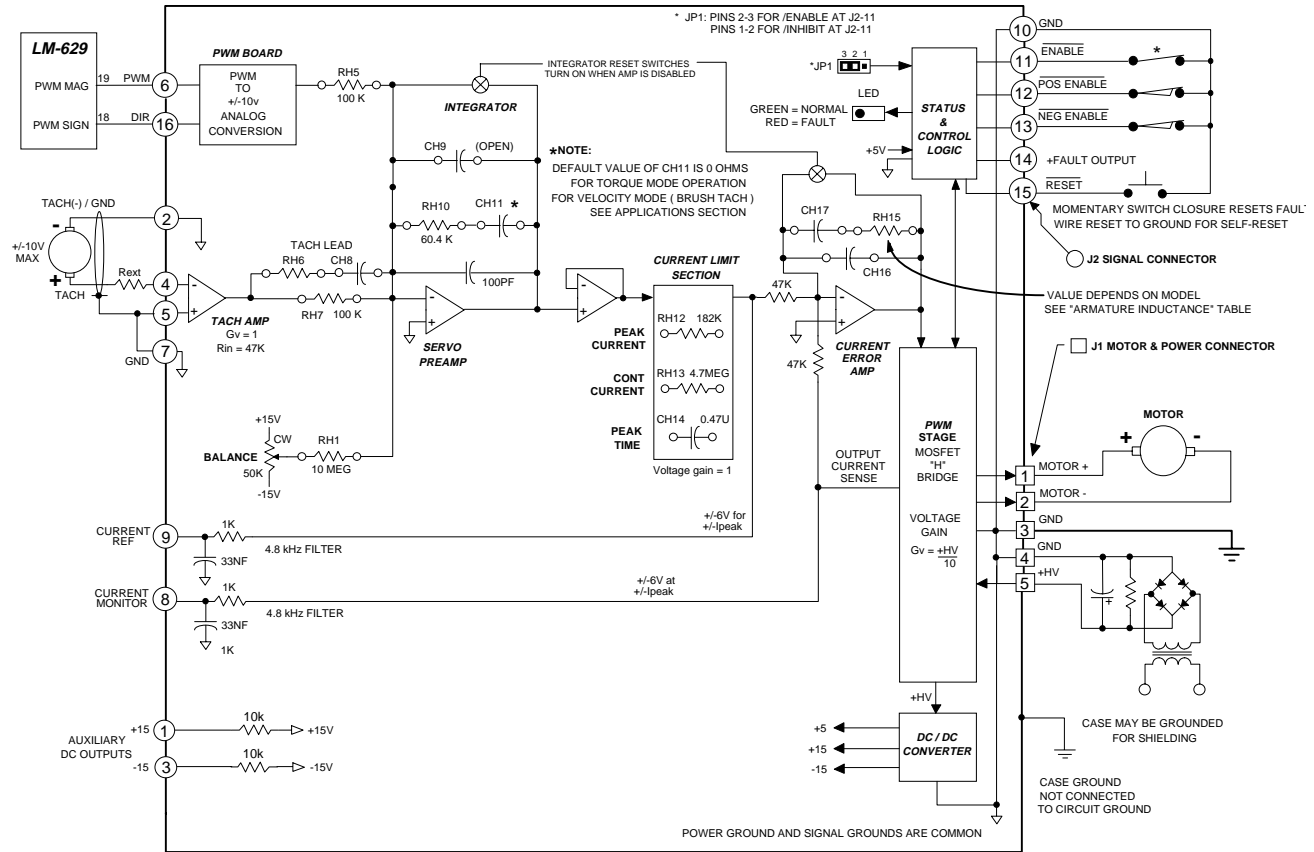 * JP1: PINS 2-3 FOR /ENABLE AT J2-11
PINS 1-2 FOR /INHIBIT AT J2-11
LM-629
PWM MAG
19
PWM
6
PWM SIGN
18
DIR
16
PWM BOARD
PWM
TO
+/-10v
ANALOG
CONVERSION
RH5
100 K
INTEGRATOR
INTEGRATOR RESET SWITCHES
TURN ON WHEN AMP IS DISABLED
*JP1
3 2 1
LED
GREEN = NORMAL
RED = FAULT
+5V
STATUS
&
CONTROL
LOGIC
10
GND
11
ENABLE
*
12
POS ENABLE
13
NEG ENABLE
14
+FAULT OUTPUT
15
RESET
MOMENTARY SWITCH CLOSURE RESETS FAULT
WIRE RESET TO GROUND FOR SELF-RESET
J2 SIGNAL CONNECTOR
CH9
(OPEN)
*NOTE:
DEFAULT VALUE OF CH11 IS 0 OHMS
FOR TORQUE MODE OPERATION
FOR VELOCITY MODE ( BRUSH TACH )
SEE APPLICATIONS SECTION
RH10
60.4 K
CH11
*
100PF
TACH(-) / GND
2
-
+/-10V
MAX
+
TACH
Rext
4
5
7
GND
-
+
TACH AMP
Gv = 1
Rin = 47K
TACH LEAD
RH6
CH8
RH7
100 K
-
+
SERVO
PREAMP
-
+
CURRENT LIMIT
SECTION
PEAK
CURRENT
RH12
182K
CONT
CURRENT
RH13
4.7MEG
PEAK
TIME
CH14
0.47U
Voltage gain = 1
CH17
RH15
CH16
47K
47K
-
+
CURRENT
ERROR
AMP
VALUE DEPENDS ON MODEL
SEE "ARMATURE INDUCTANCE" TABLE
J1 MOTOR & POWER CONNECTOR
+15V
CW
BALANCE
50K
-15V
RH1
10 MEG
OUTPUT
CURRENT
SENSE
PWM
STAGE
MOSFET
"H"
BRIDGE
VOLTAGE
GAIN
Gv = +HV
10
MOTOR
+
-
1
MOTOR +
2
MOTOR -
3
GND
4
GND
5
+HV
+
CURRENT
REF
9
1K
33NF
4.8 kHz FILTER
+/-6V for
+/-Ipeak
CURRENT
MONITOR
8
1K
33NF
1K
4.8 kHz FILTER
+/-6V at
+/-Ipeak
AUXILIARY
DC OUTPUTS
+15
1
10k
+15V
-15
3
10k
-15V
+HV
+5
+15
-15
DC / DC
CONVERTER
CASE MAY BE GROUNDED
FOR SHIELDING
CASE GROUND
NOT CONNECTED
TO CIRCUIT GROUND
POWER GROUND AND SIGNAL GROUNDS ARE COMMON